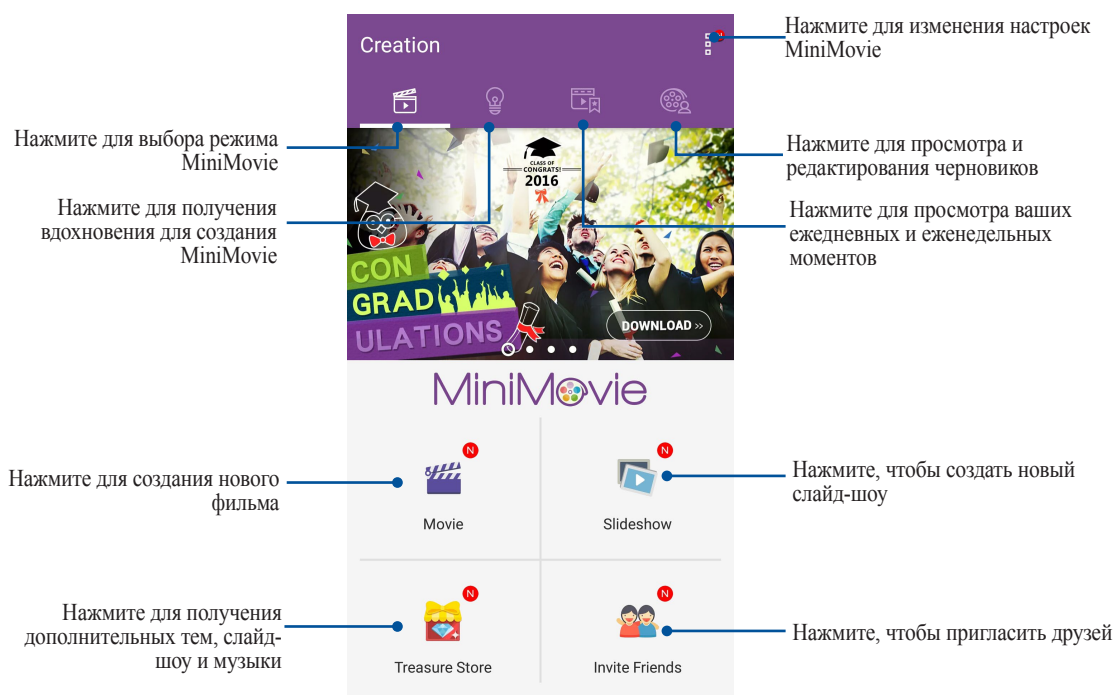 Creation
N
Нажмите для изменения настроек
MiniMovie
Нажмите для выбора режима
MiniMovie
Нажмите для получения
вдохновения для создания
MiniMovie
Нажмите для просмотра и
редактирования черновиков
Нажмите для просмотра ваших
ежедневных и еженедельных
моментов
CLASS OF
CONGRATS!
2016
CON
GRAD
ULATIONS
DOWNLOAD »
MiniMovie
Нажмите для создания нового
фильма
N
Movie
N
Slideshow
Нажмите, чтобы создать новый
слайд-шоу
Нажмите для получения
дополнительных тем, слайд-
шоу и музыки
N
Treasure Store
N
Invite Friends
Нажмите, чтобы пригласить друзей